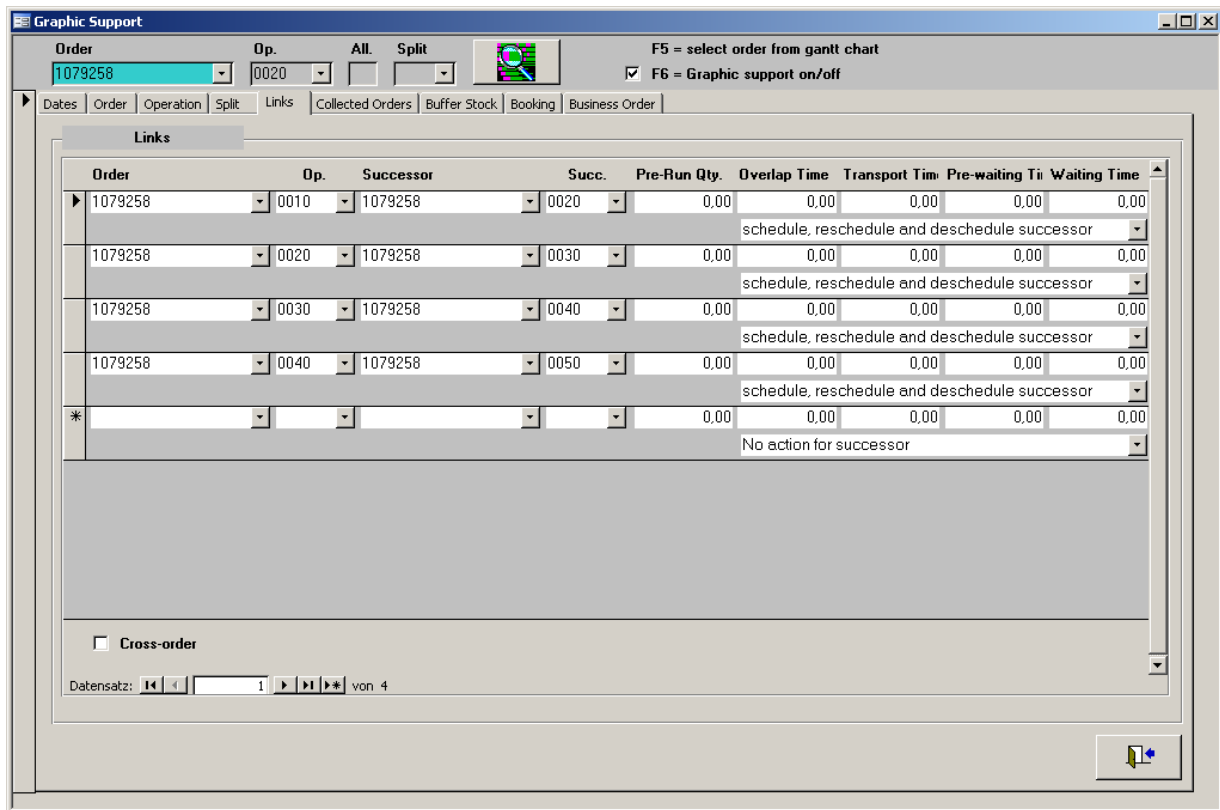 Graphic Support
Order Op. All. Split F5 = select order from gantt chart
1079258 0020 F6 = Graphic support on/off
Dates Order Operation Split Links Collected Orders Buffer Stock Booking Business Order
Links
Order Op. Successor Succ. Pre-Run Qty. Overlap Time Transport Tim Pre-waiting Ti Waiting Time
1079258 0010 1079258 0020 0,00 0,00 0,00 0,00 0,00
schedule, reschedule and deschedule successor
1079258 0020 1079258 0030 0,00 0,00 0,00 0,00 0,00
schedule, reschedule and deschedule successor
1079258 0030 1079258 0040 0,00 0,00 0,00 0,00 0,00
schedule, reschedule and deschedule successor
1079258 0040 1079258 0050 0,00 0,00 0,00 0,00 0,00
schedule, reschedule and deschedule successor
0,00 0,00 0,00 0,00 0,00
No action for successor
Cross-order
Datensatz: 1 von 4